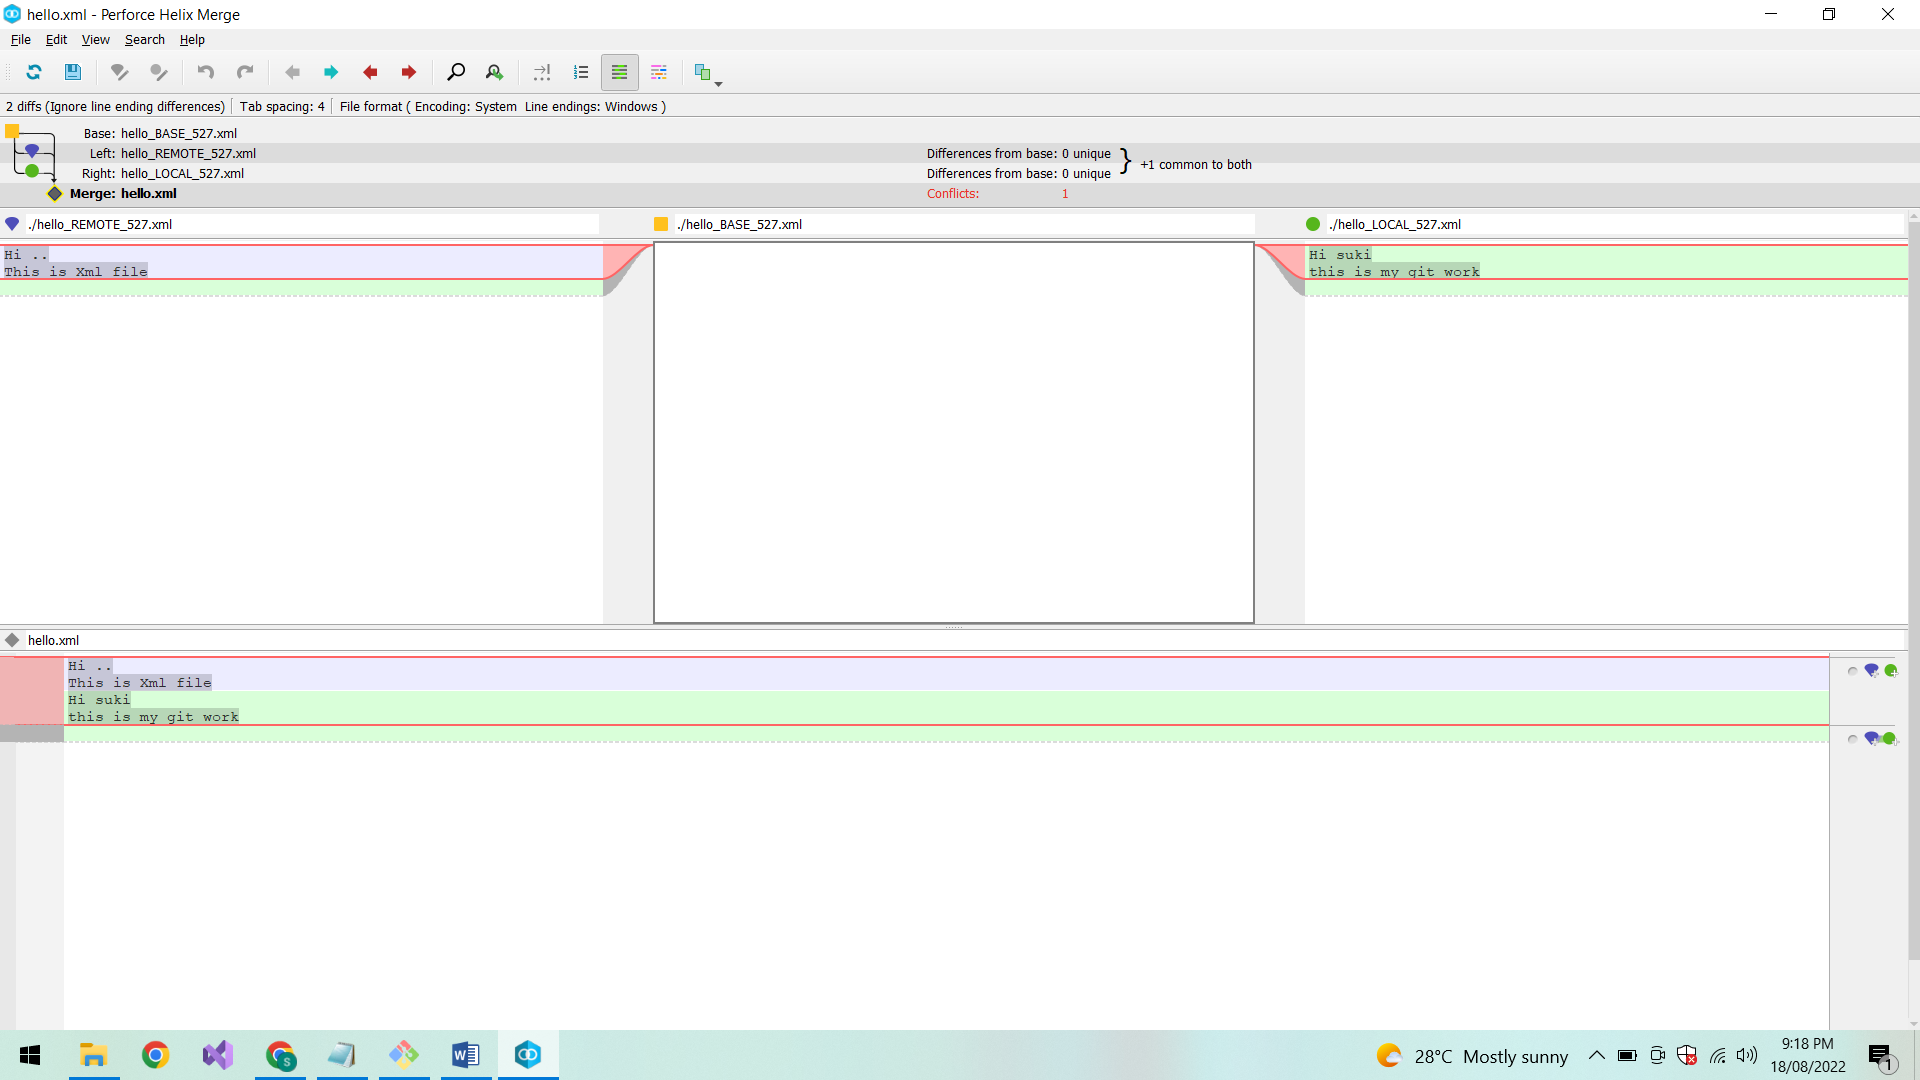 hello.xml - Perforce Helix Merge
File Edit View Search Help
2 diffs (Ignore line ending differences) Tab spacing: 4 File format ( Encoding: System Line endings: Windows )
Base: hello_BASE_527.xml
Left: hello_REMOTE_527.xml Differences from base: 0 unique
+1 common to both
Right: hello_LOCAL_527.xml Differences from base: 0 unique
Merge: hello.xml Conflicts: 1
./hello_REMOTE_527.xml ./hello_BASE_527.xml ./hello_LOCAL_527.xml
Hi ..
This is Xml file
Hi suki
this is my git work
hello.xml
Hi ..
This is Xml file
Hi suki
this is my git work
28°C Mostly sunny
9:18 PM
18/08/2022
1